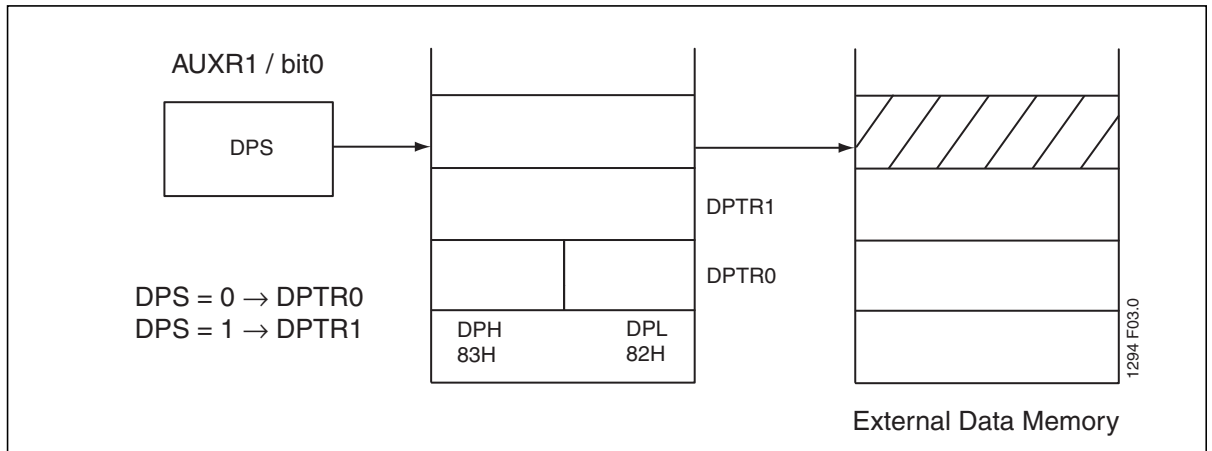 AUXR1 / bit0
DPS
DPTR1
DPTR0
DPS = 0 → DPTR0
DPS = 1 → DPTR1
DPH
83H
DPL
82H
External Data Memory
1294 F03.0